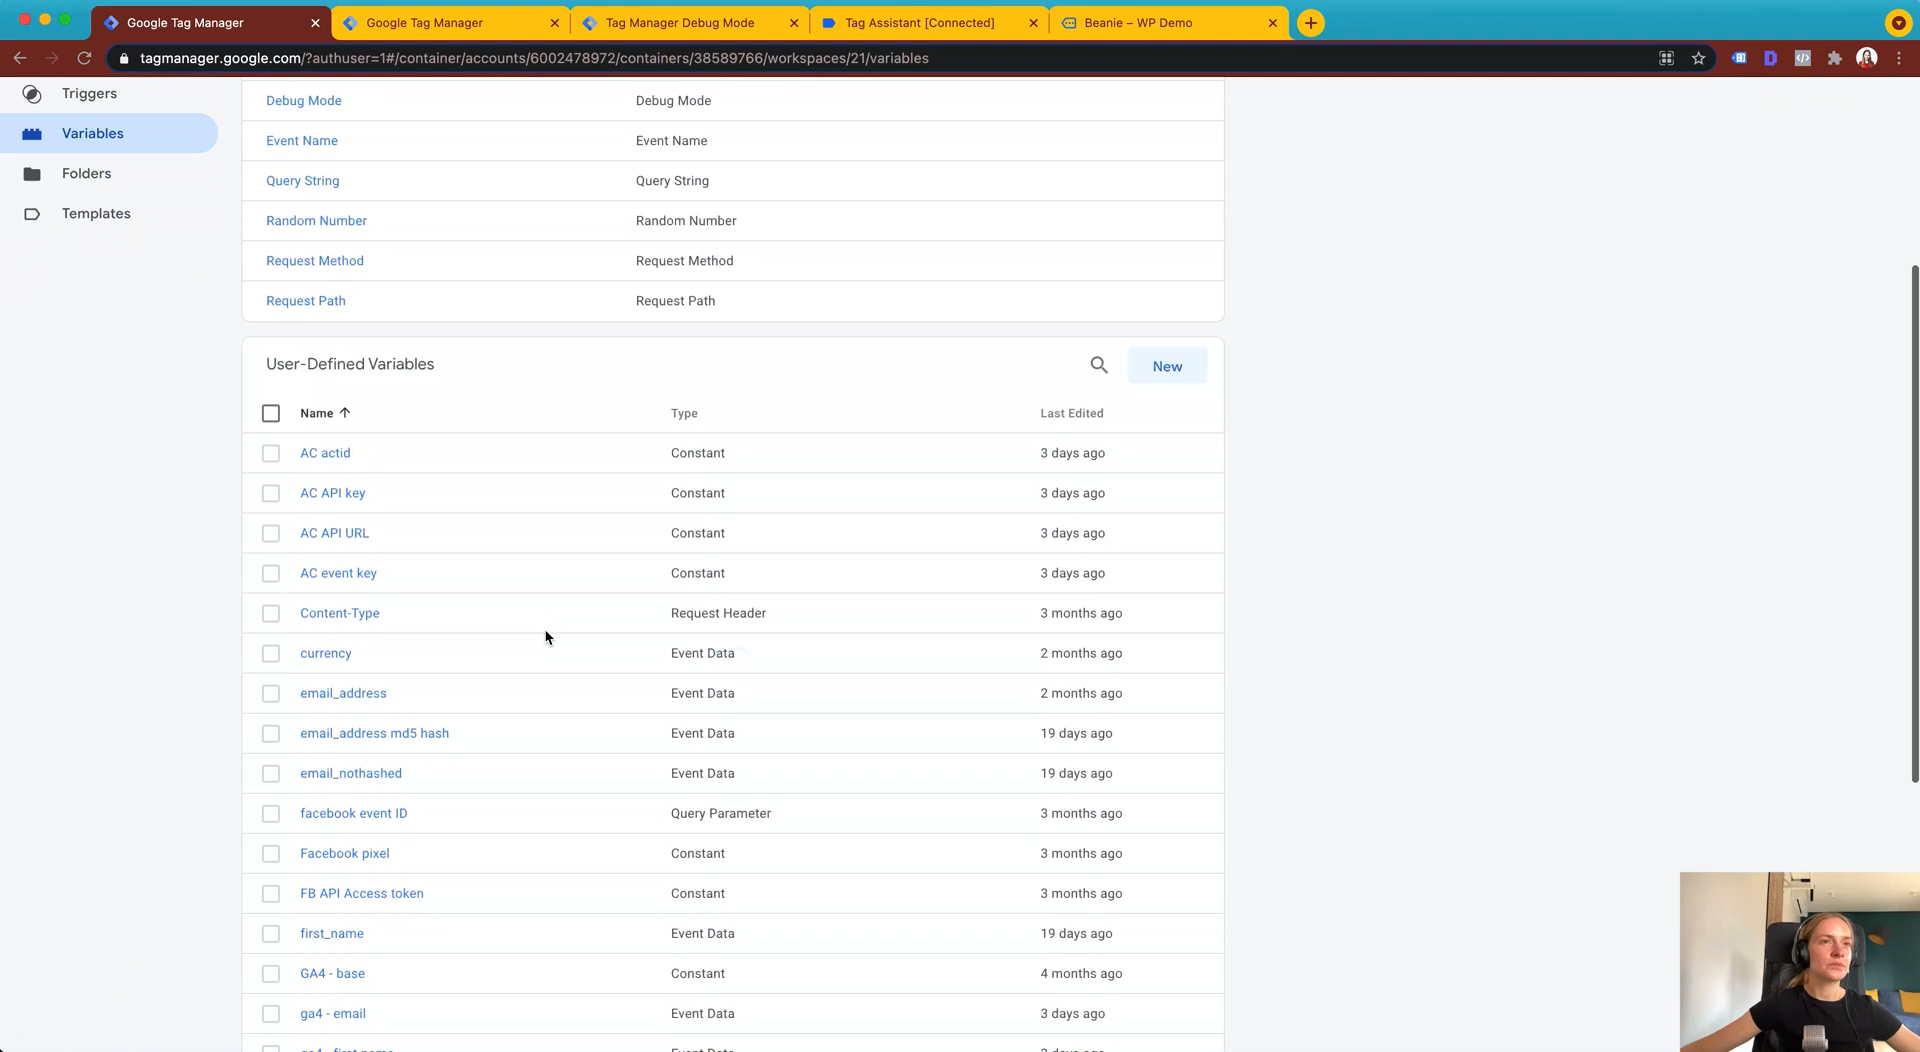 Google Tag Manager
Google Tag Manager
Tag Manager Debug Mode
Tag Assistant [Connected]
Beanie – WP Demo
tagmanager.google.com/?authuser=1#/container/accounts/6002478972/containers/38589766/workspaces/21/variables
Triggers
Variables
Folders
Templates
Debug Mode Debug Mode
Event Name Event Name
Query String Query String
Random Number Random Number
Request Method Request Method
Request Path Request Path
User-Defined Variables New
Name Type Last Edited
AC actid Constant 3 days ago
AC API key Constant 3 days ago
AC API URL Constant 3 days ago
AC event key Constant 3 days ago
Content-Type Request Header 3 months ago
currency Event Data 2 months ago
email_address Event Data 2 months ago
email_address md5 hash Event Data 19 days ago
email_nothashed Event Data 19 days ago
facebook event ID Query Parameter 3 months ago
Facebook pixel Constant 3 months ago
FB API Access token Constant 3 months ago
first_name Event Data 19 days ago
GA4 - base Constant 4 months ago
ga4 - email Event Data 3 days ago